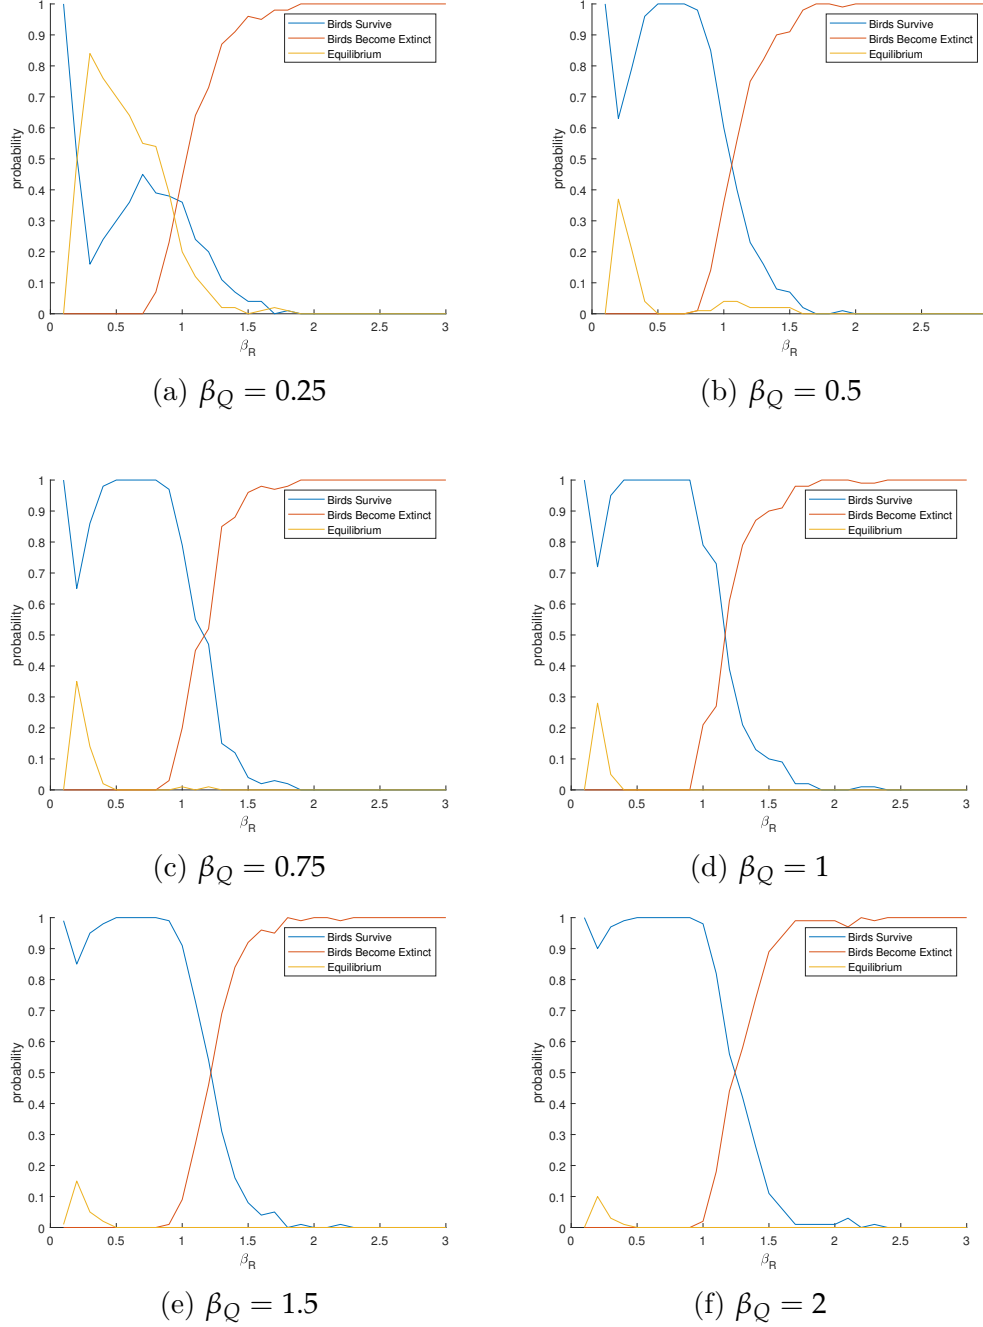 1
0.9
0.8
0.7
0.6
0.5
0.4
0.3
0.2
0.1
0
probability
Birds Survive
Birds Become Extinct
Equilibrium
0 0.5 1 1.5 2 2.5 3
β_R
(a) β_Q = 0.25
1
0.9
0.8
0.7
0.6
0.5
0.4
0.3
0.2
0.1
0
probability
Birds Survive
Birds Become Extinct
Equilibrium
0 0.5 1 1.5 2 2.5
β_R
(b) β_Q = 0.5
1
0.9
0.8
0.7
0.6
0.5
0.4
0.3
0.2
0.1
0
probability
Birds Survive
Birds Become Extinct
Equilibrium
0 0.5 1 1.5 2 2.5 3
β_R
(c) β_Q = 0.75
1
0.9
0.8
0.7
0.6
0.5
0.4
0.3
0.2
0.1
0
probability
Birds Survive
Birds Become Extinct
Equilibrium
0 0.5 1 1.5 2 2.5 3
β_R
(d) β_Q = 1
1
0.9
0.8
0.7
0.6
0.5
0.4
0.3
0.2
0.1
0
probability
Birds Survive
Birds Become Extinct
Equilibrium
0 0.5 1 1.5 2 2.5 3
β_R
(e) β_Q = 1.5
1
0.9
0.8
0.7
0.6
0.5
0.4
0.3
0.2
0.1
0
probability
Birds Survive
Birds Become Extinct
Equilibrium
0 0.5 1 1.5 2 2.5 3
β_R
(f) β_Q = 2